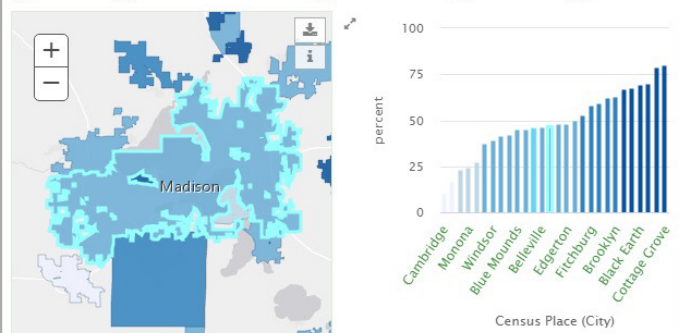 +
−
i
Madison
100
75
50
25
0
percent
Cambridge
Monona
Windsor
Blue Mounds
Belleville
Edgerton
Fitchburg
Brooklyn
Black Earth
Cottage Grove
Census Place (City)